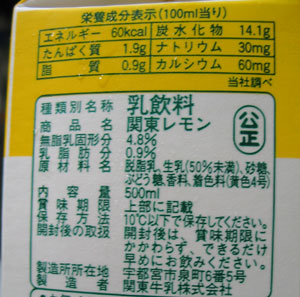 栄養成分表示(100ml当り)
エネルギー 60kcal 炭水化物 14.1g
たんぱく質 1.9g ナトリウム 30mg
脂質 0.9g カルシウム 60mg
当社調べ
種類別名称 乳飲料
商品名 関東レモン
公正
無脂乳固形分 4.8%
乳脂肪分 0.9%
原材料名 脱脂乳、生乳(50%未満)、砂糖、
ぶどう糖、香料、着色料(黄色4号)
内容量 500ml
賞味期限 上部に記載
保存方法 10℃以下で保存してください。
開封後の取扱 開封後は、賞味期限に
かかわらず、できるだけ
早めにお飲みください。
製造所所在地 宇都宮市泉町6番5号
製造者 関東牛乳株式会社